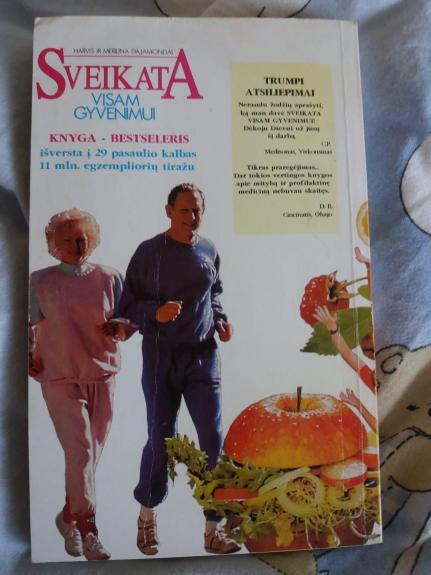 HARVIS IR MERILINA DAJAMONDAS
SVEIKATA
VISAM
GYVENIMUI
KNYGA - BESTSELERIS
išversta į 29 pasaulio kalbas
11 mln. egzempliorių tiražu
TRUMPI
ATSILIEPIMAI
Nerandu žodžių aprašyti,
ką man davė SVEIKATA
VISAM GYVENIMUI!
Dėkoju Dievui už jūsų
šį darbą.
C.P.
Medisonas, Viskonsinas
Tikras praregėjimas..
Dar tokios vertingos knygos
apie mitybą ir profilaktinę
mediciną nebuvau skaitęs.
D. B.
Cincinatis, Ohajo